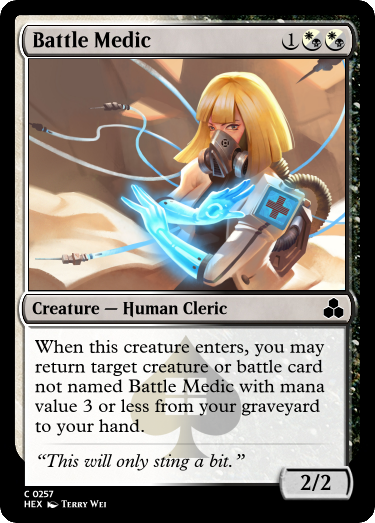 Battle Medic 1
Creature — Human Cleric
When this creature enters, you may
return target creature or battle card
not named Battle Medic with mana
value 3 or less from your graveyard
to your hand.
“This will only sting a bit.”
2/2
C 0257
HEX Terry Wei